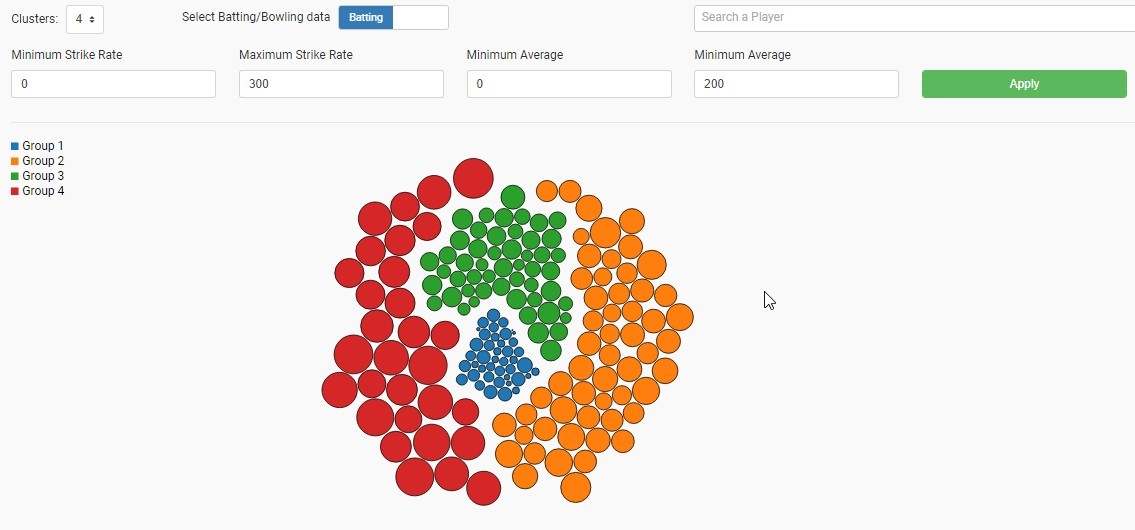 Clusters: 4 Select Batting/Bowling data Batting Search a Player
Minimum Strike Rate Maximum Strike Rate Minimum Average Minimum Average
0 300 0 200 Apply
Group 1
Group 2
Group 3
Group 4